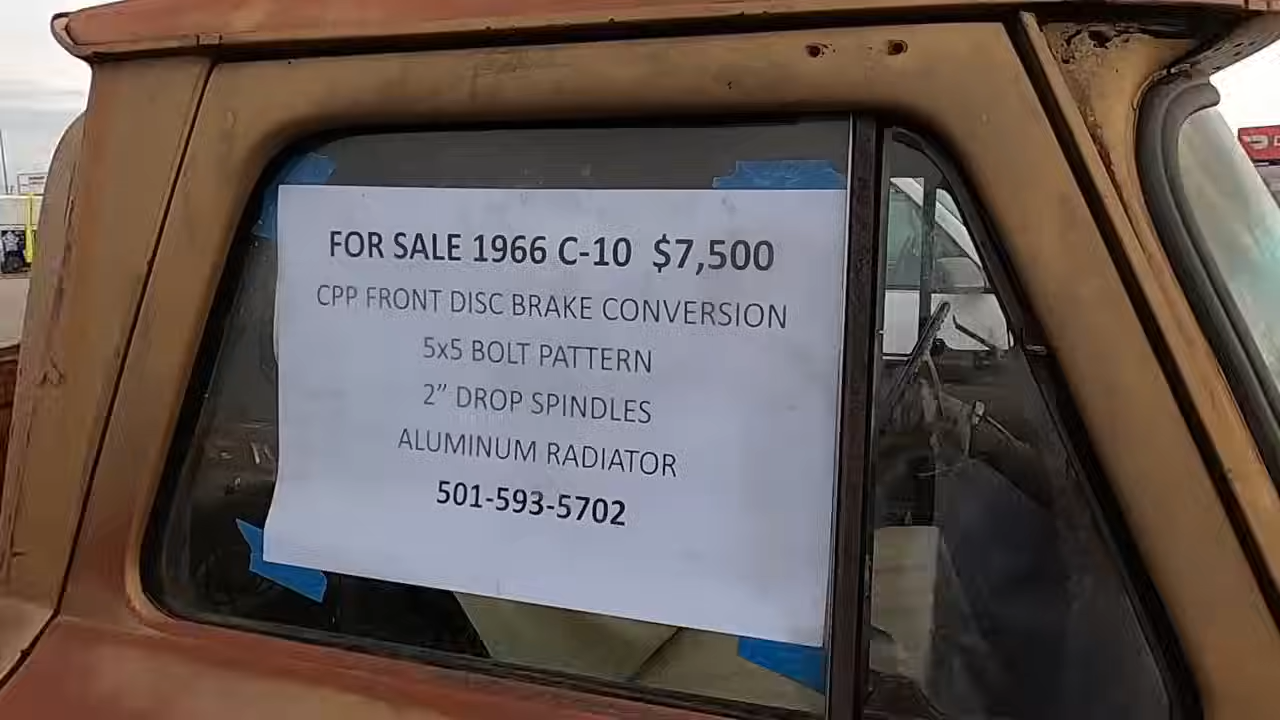 FOR SALE 1966 C-10 $7,500
CPP FRONT DISC BRAKE CONVERSION
5x5 BOLT PATTERN
2” DROP SPINDLES
ALUMINUM RADIATOR
501-593-5702